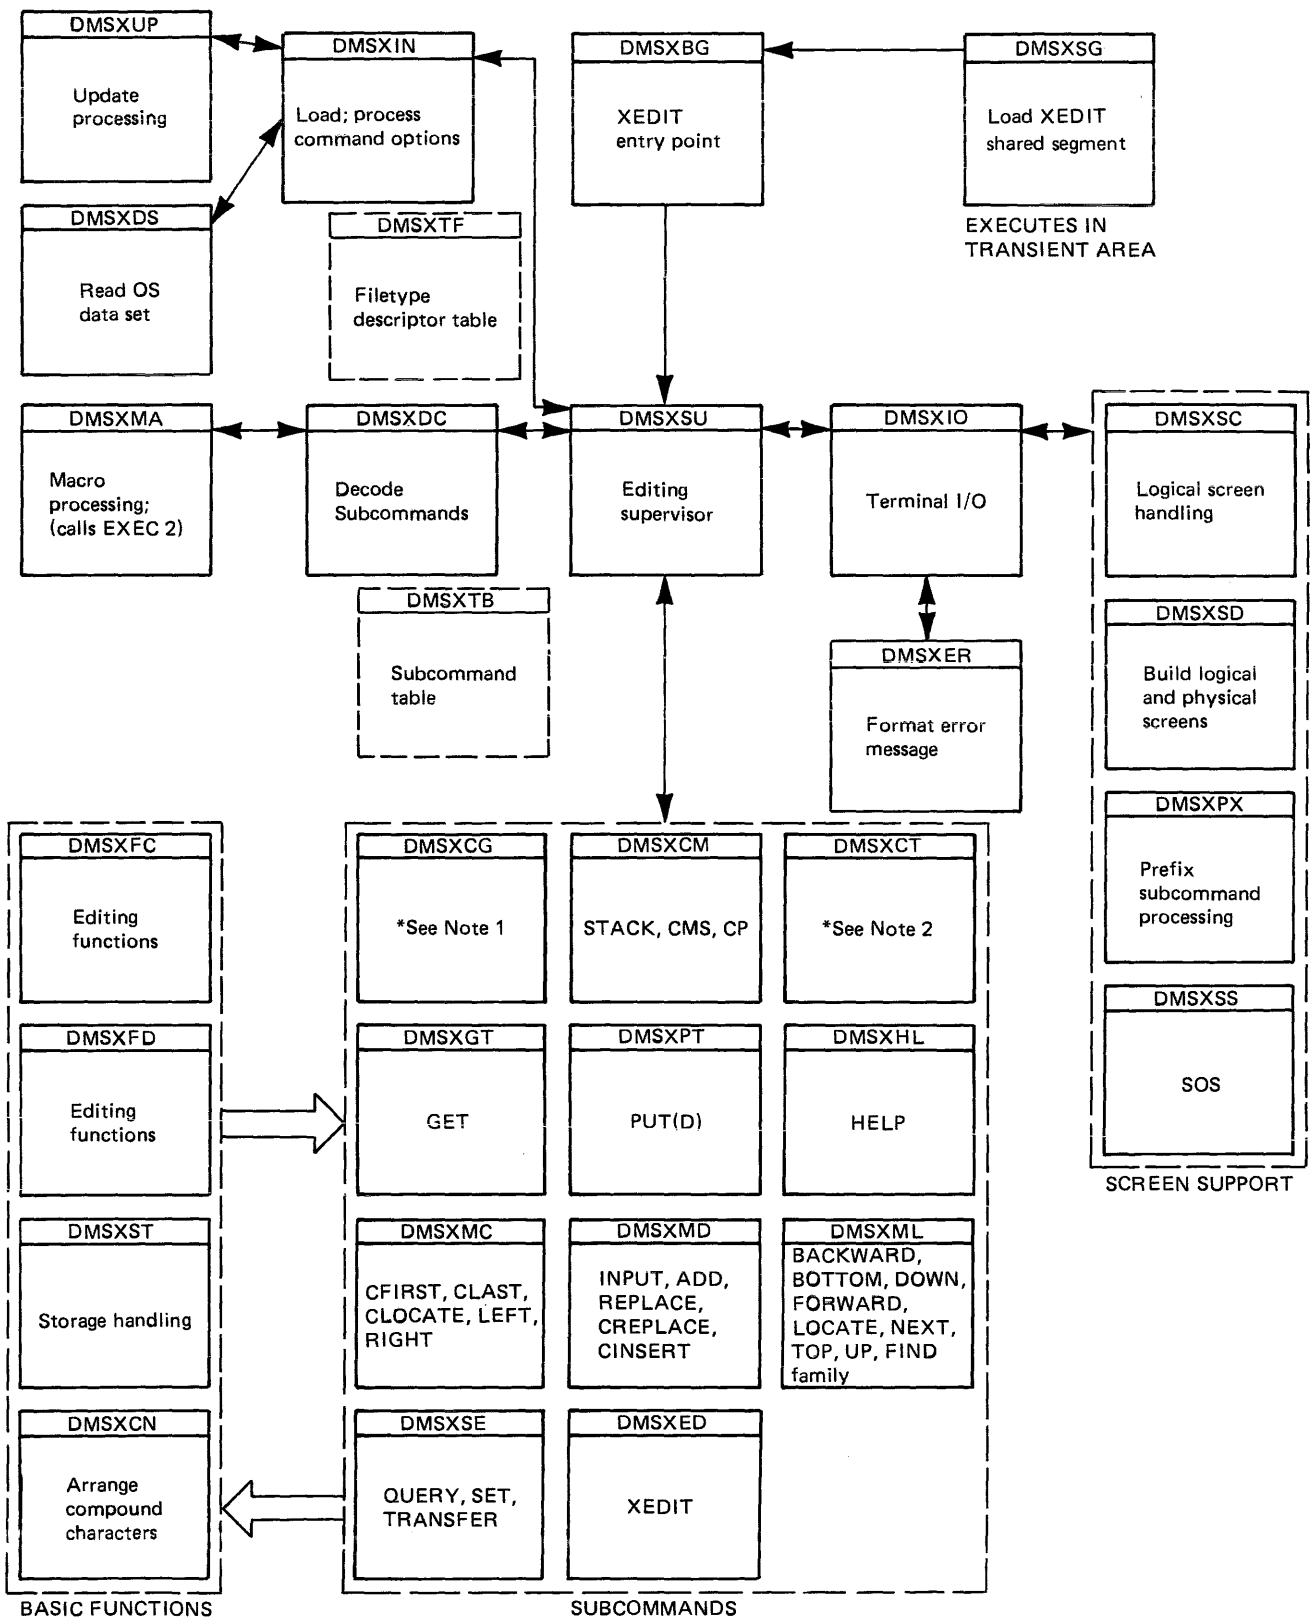 DMSXUP
Update
processing
DMSXIN
Load; process
command options
DMSXBG
XEDIT
entry point
DMSXSG
Load XEDIT
shared segment
EXECUTES IN
TRANSIENT AREA
DMSXDS
Read OS
data set
DMSXTF
Filetype
descriptor table
DMSXMA
Macro
processing;
(calls EXEC 2)
DMSXDC
Decode
Subcommands
DMSXSU
Editing
supervisor
DMSXIO
Terminal I/O
DMSXSC
Logical screen
handling
DMSXTB
Subcommand
table
DMSXER
Format error
message
DMSXSD
Build logical
and physical
screens
DMSXPX
Prefix
subcommand
processing
DMSXSS
SOS
SCREEN SUPPORT
DMSXFC
Editing
functions
DMSXCG
*See Note 1
DMSXCM
STACK, CMS, CP
DMSXCT
*See Note 2
DMSXFD
Editing
functions
DMSXGT
GET
DMSXPT
PUT(D)
DMSXHL
HELP
DMSXST
Storage handling
DMSXMC
CFIRST, CLAST,
CLOCATE, LEFT,
RIGHT
DMSXMD
INPUT, ADD,
REPLACE,
CREPLACE,
CINSERT
DMSXML
BACKWARD,
BOTTOM, DOWN,
FORWARD,
LOCATE, NEXT,
TOP, UP, FIND
family
DMSXCN
Arrange
compound
characters
DMSXSE
QUERY, SET,
TRANSFER
DMSXED
XEDIT
BASIC FUNCTIONS
SUBCOMMANDS